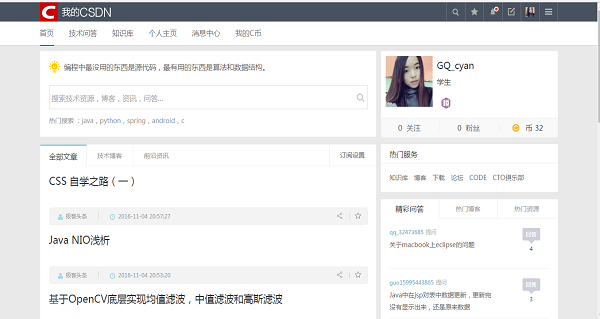 我的CSDN
首页 技术问答 知识库 个人主页 消息中心 我的C币
编程中最没用的东西是源代码，最有用的东西是算法和数据结构。
搜索技术资源，博客，资讯，问答...
热门搜索 ：java，python，spring，android，c
全部文章 技术博客 前沿资讯 订阅设置
CSS 自学之路（一）
极客头条 2016-11-04 20:57:27
Java NIO浅析
极客头条 2016-11-04 20:53:20
基于OpenCV底层实现均值滤波，中值滤波和高斯滤波
GQ_cyan
学生
0 关注 0 粉丝 C 币 32
热门服务
知识库 博客 下载 论坛 CODE CTO俱乐部
精彩问答 热门博客 热门资源
qq_32473685 提问
关于macbook上eclipse的问题
回答
4
guo15995443865 提问
Java中在jsp对表中数据更新，更新完
没有显示出来，还是原来数据
回答
3